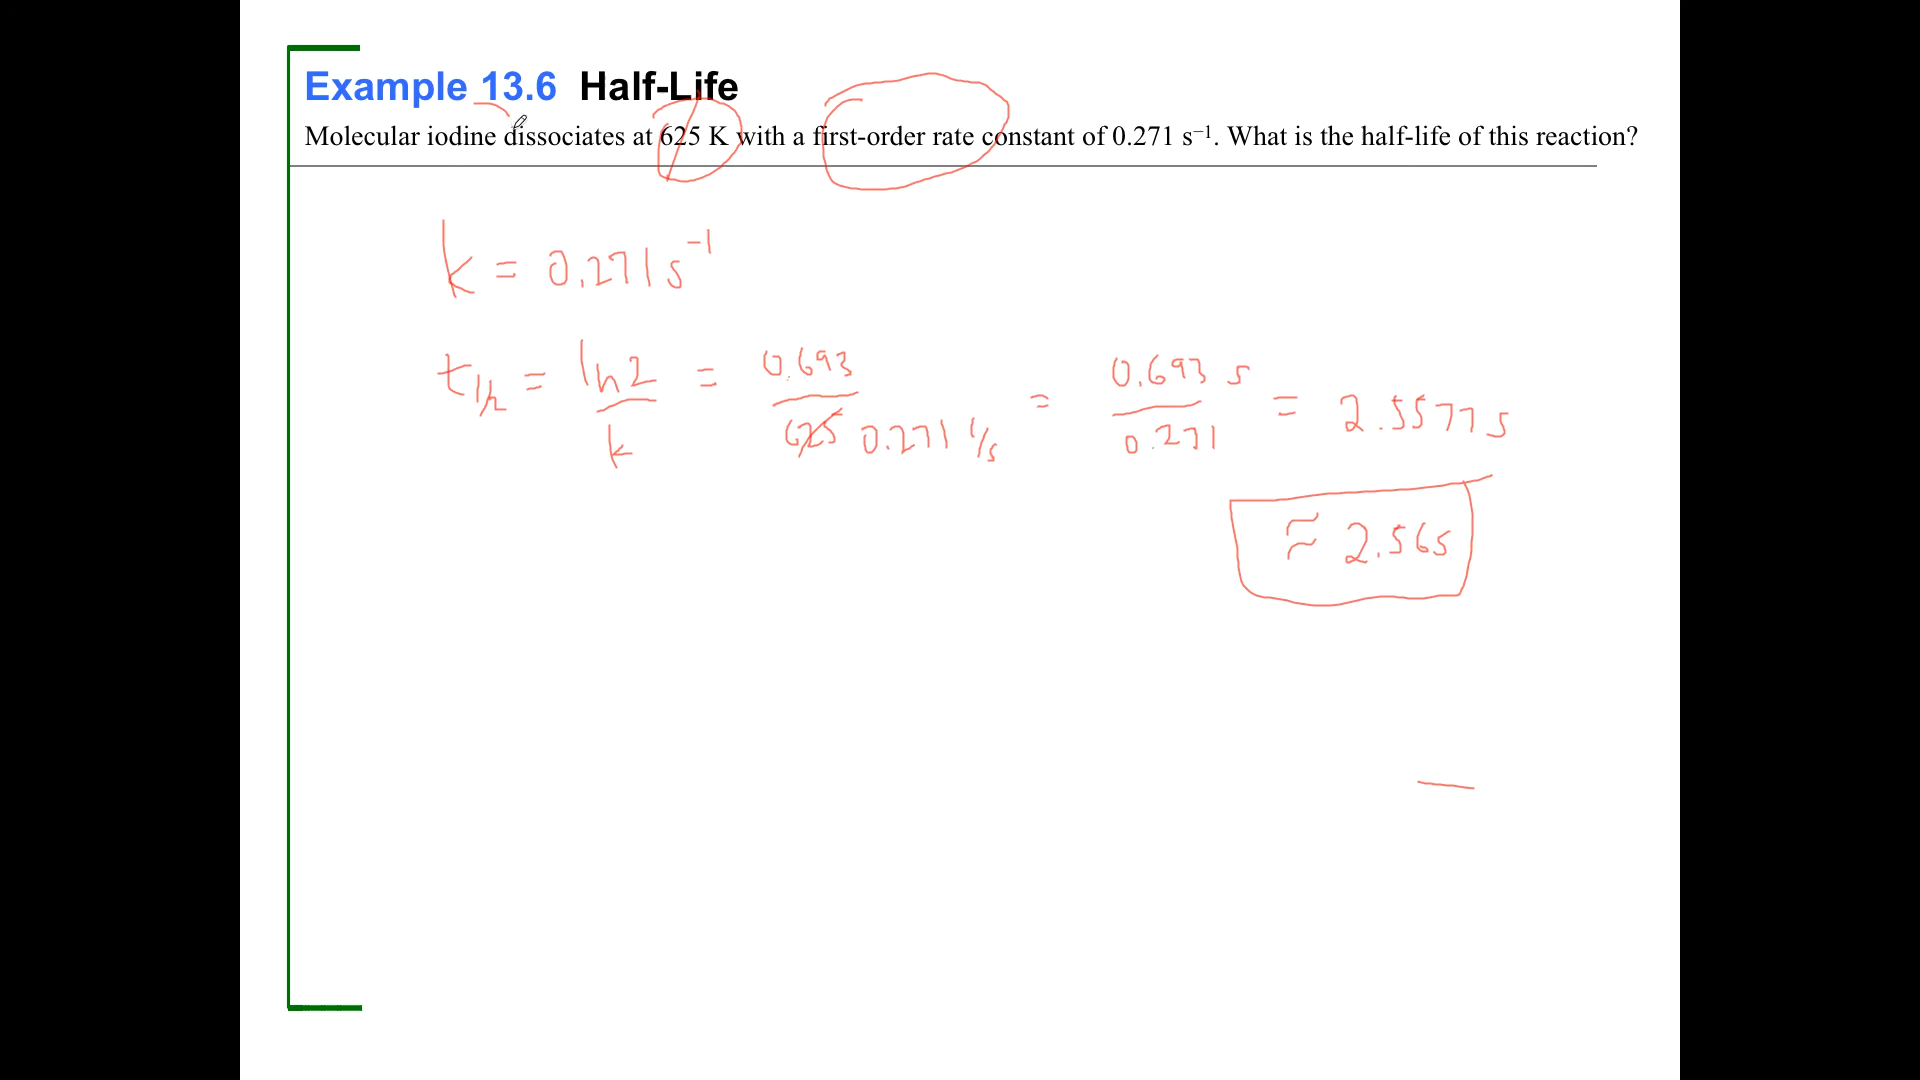 Example 13.6 Half-Life
Molecular iodine dissociates at 625 K with a first-order rate constant of 0.271 s⁻¹. What is the half-life of this reaction?
k = 0.271 s⁻¹
t1/2 = ln2/k = 0.693/625 0.271 1/s = 0.693 s/0.271 = 2.5577 s
≈ 2.56 s